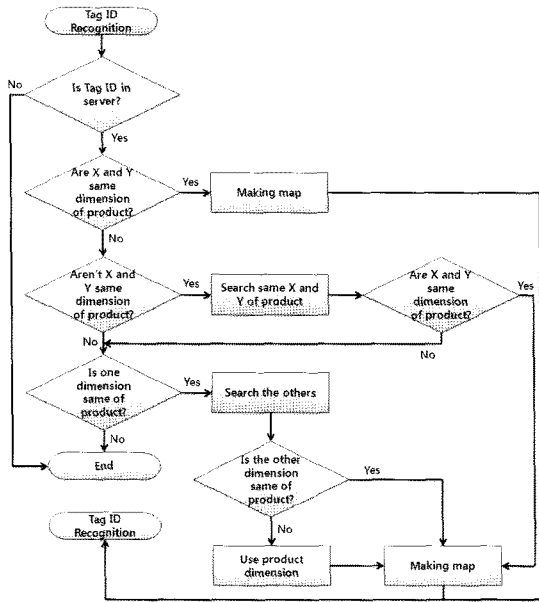 Tag ID
Recognition
No
Is Tag ID in
server?
Yes
Are X and Y
same
dimension
of product?
Yes
Making map
No
Aren't X and
Y same
dimension
of product?
Yes
Search same X and
Y of product
Are X and Y
same
dimension
of product?
Yes
No
No
Is one
dimension
same of
product?
Yes
Search the others
No
End
Is the other
dimension
same of
product?
Yes
No
Tag ID
Recognition
Use product
dimension
Making map